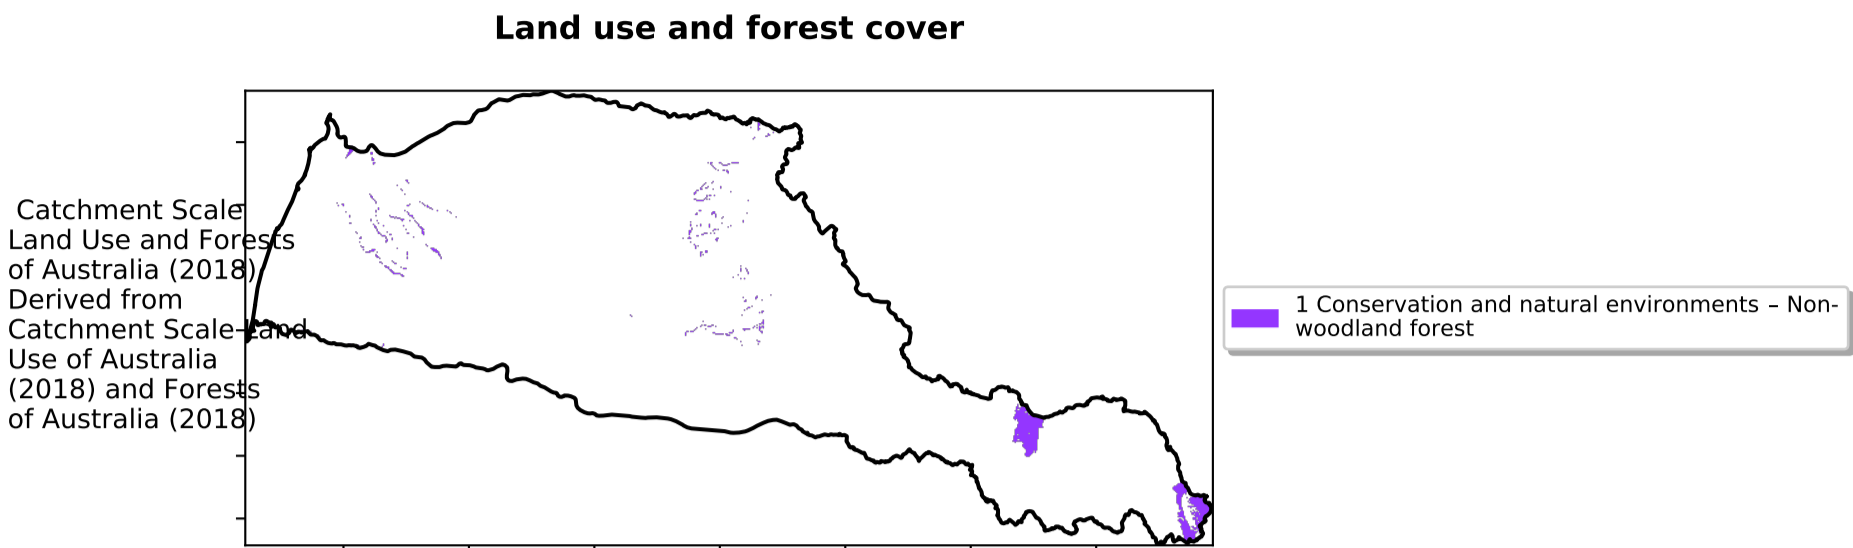 Land use and forest cover
Catchment Scale
Land Use and Forests
of Australia (2018)
Derived from
Catchment Scale Land
Use of Australia
(2018) and Forests
of Australia (2018)
1 Conservation and natural environments – Non-
woodland forest